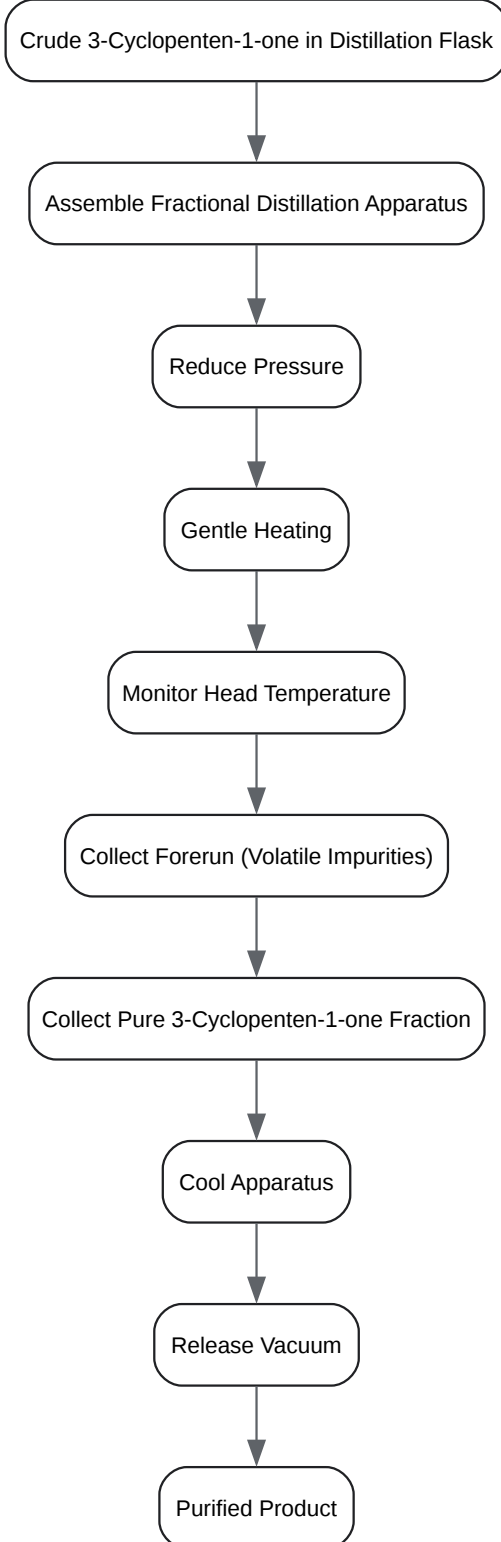 Crude 3-Cyclopenten-1-one in Distillation Flask
Assemble Fractional Distillation Apparatus
Reduce Pressure
Gentle Heating
Monitor Head Temperature
Collect Forerun (Volatile Impurities)
Collect Pure 3-Cyclopenten-1-one Fraction
Cool Apparatus
Release Vacuum
Purified Product